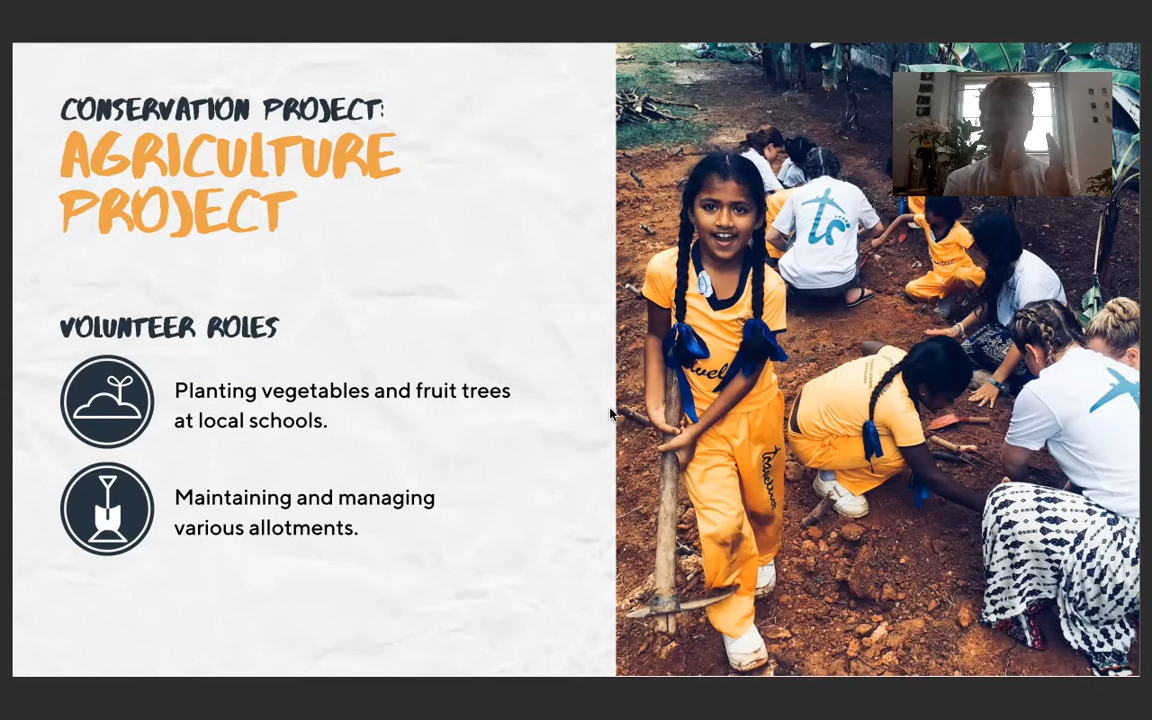 CONSERVATION PROJECT:
AGRICULTURE
PROJECT
VOLUNTEER ROLES
Planting vegetables and fruit trees
at local schools.
Maintaining and managing
various allotments.